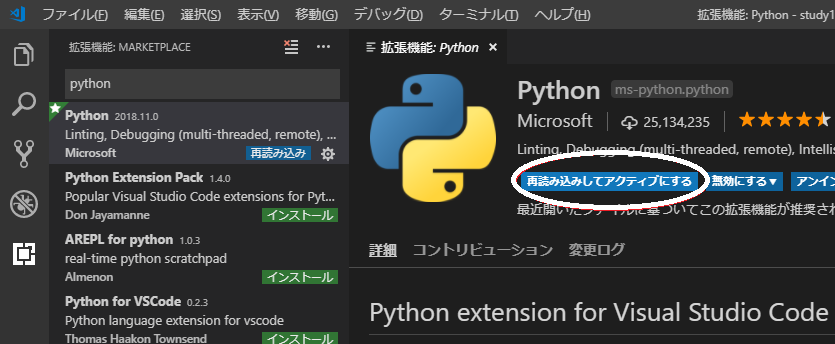 ファイル(F) 編集(E) 選択(S) 表示(V) 移動(G) デバッグ(D) ターミナル(T) ヘルプ(H) 拡張機能: Python - study1
拡張機能: MARKETPLACE
python
Python 2018.11.0
Linting, Debugging (multi-threaded, remote), ...
Microsoft 再読み込み
Python Extension Pack 1.4.0
Popular Visual Studio Code extensions for Pyt...
Don Jayamanne インストール
AREPL for python 1.0.3
real-time python scratchpad
Almenon インストール
Python for VSCode 0.2.3
Python language extension for vscode
Thomas Haakon Townsend インストール
拡張機能: Python
Python ms-python.python
Microsoft 25,134,235
Linting, Debugging (multi-threaded, remote), Intellis
再読み込みしてアクティブにする 無効にする アンイン
最近開いたファイルに基づいてこの拡張機能が推奨され
詳細 コントリビューション 変更ログ
Python extension for Visual Studio Code